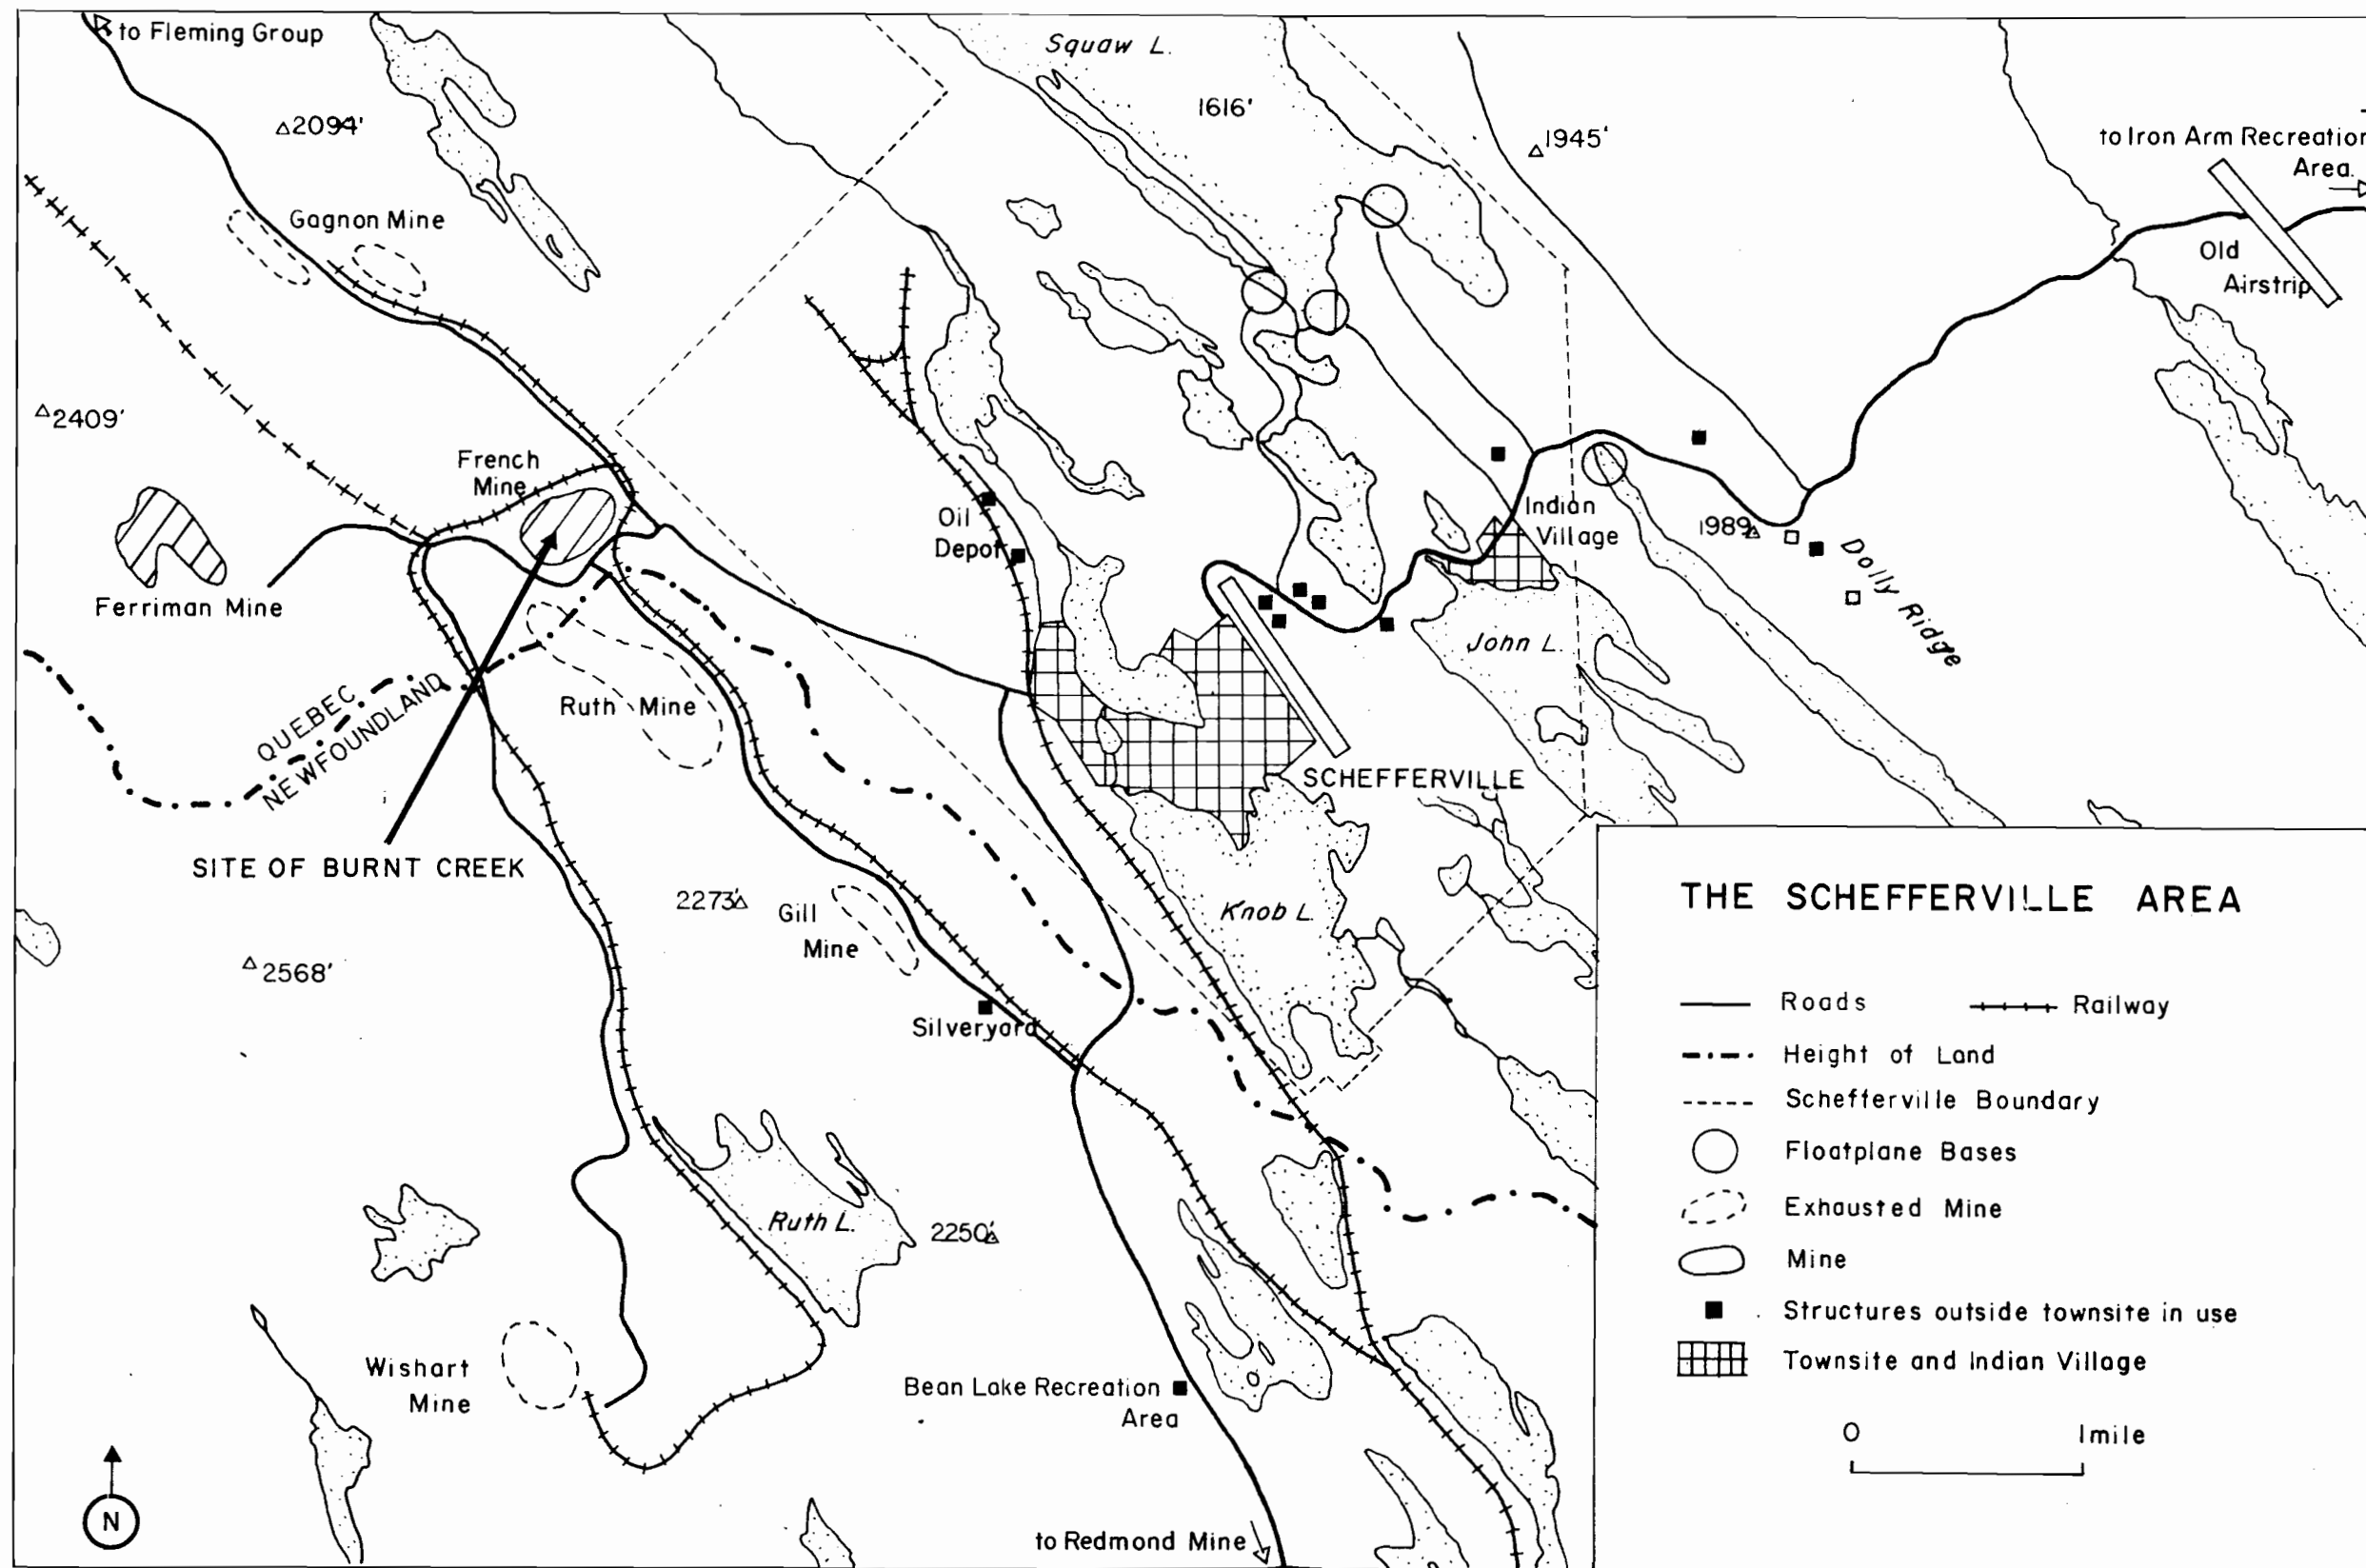 to Fleming Group
Squaw L.
1616'
2094'
1945'
to Iron Arm Recreation
Area.
Gagnon Mine
Old
Airstrip
2409'
French
Mine
Oil
Depot
Indian
Village
1989
Dolly Ridge
Ferriman Mine
John L.
QUEBEC
NEWFOUNDLAND
Ruth Mine
SCHEFFERVILLE
SITE OF BURNT CREEK
2273'
Gill
Mine
Knob L.
2568'
Silveryard
Ruth L.
2250'
Wishart
Mine
Bean Lake Recreation
Area
to Redmond Mine
N
THE SCHEFFERVILLE AREA
Roads
Railway
Height of Land
Schefferville Boundary
Floatplane Bases
Exhausted Mine
Mine
Structures outside townsite in use
Townsite and Indian Village
0 1mile